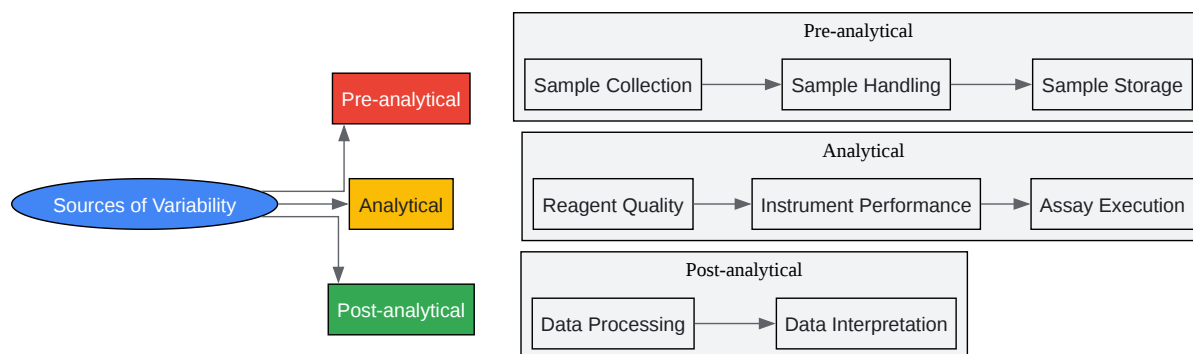 Sources of Variability
Pre-analytical
Analytical
Post-analytical
Pre-analytical
Sample Collection
Sample Handling
Sample Storage
Analytical
Reagent Quality
Instrument Performance
Assay Execution
Post-analytical
Data Processing
Data Interpretation